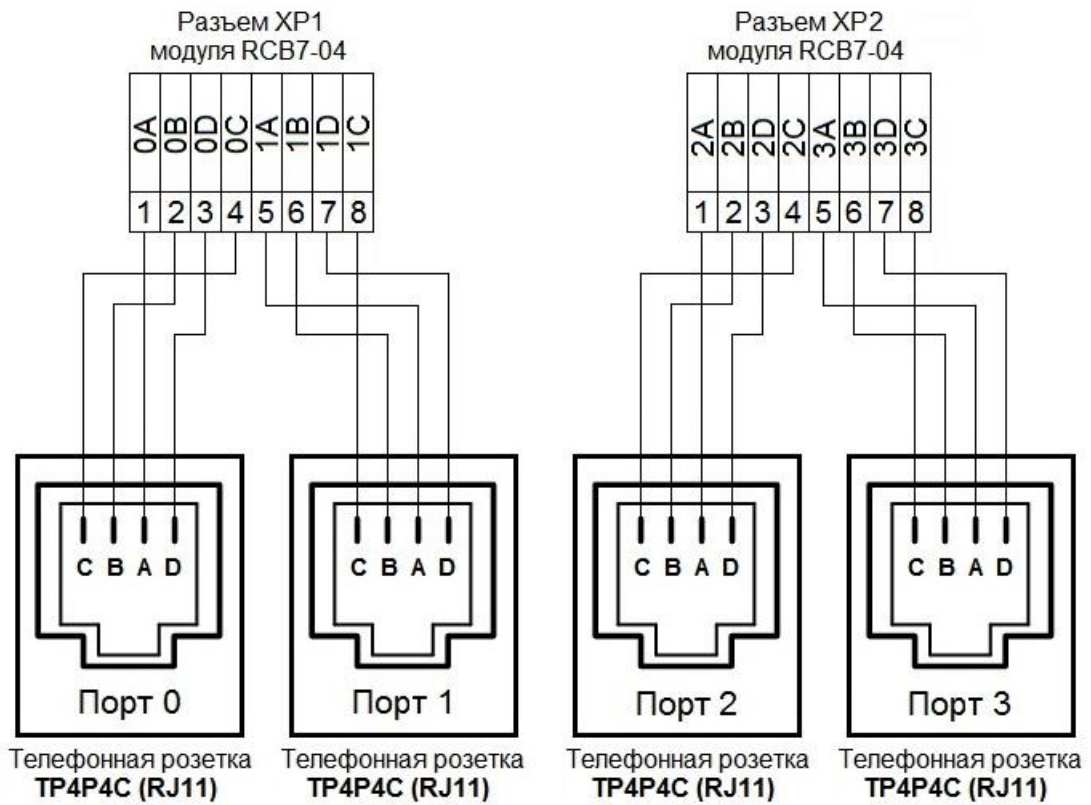 Разъем XP1
модуля RCB7-04
0A 0B 0D 0C 1A 1B 1D 1C
1 2 3 4 5 6 7 8
Разъем XP2
модуля RCB7-04
2A 2B 2D 2C 3A 3B 3D 3C
1 2 3 4 5 6 7 8
C B A D
Порт 0
Телефонная розетка
TP4P4C (RJ11)
C B A D
Порт 1
Телефонная розетка
TP4P4C (RJ11)
C B A D
Порт 2
Телефонная розетка
TP4P4C (RJ11)
C B A D
Порт 3
Телефонная розетка
TP4P4C (RJ11)